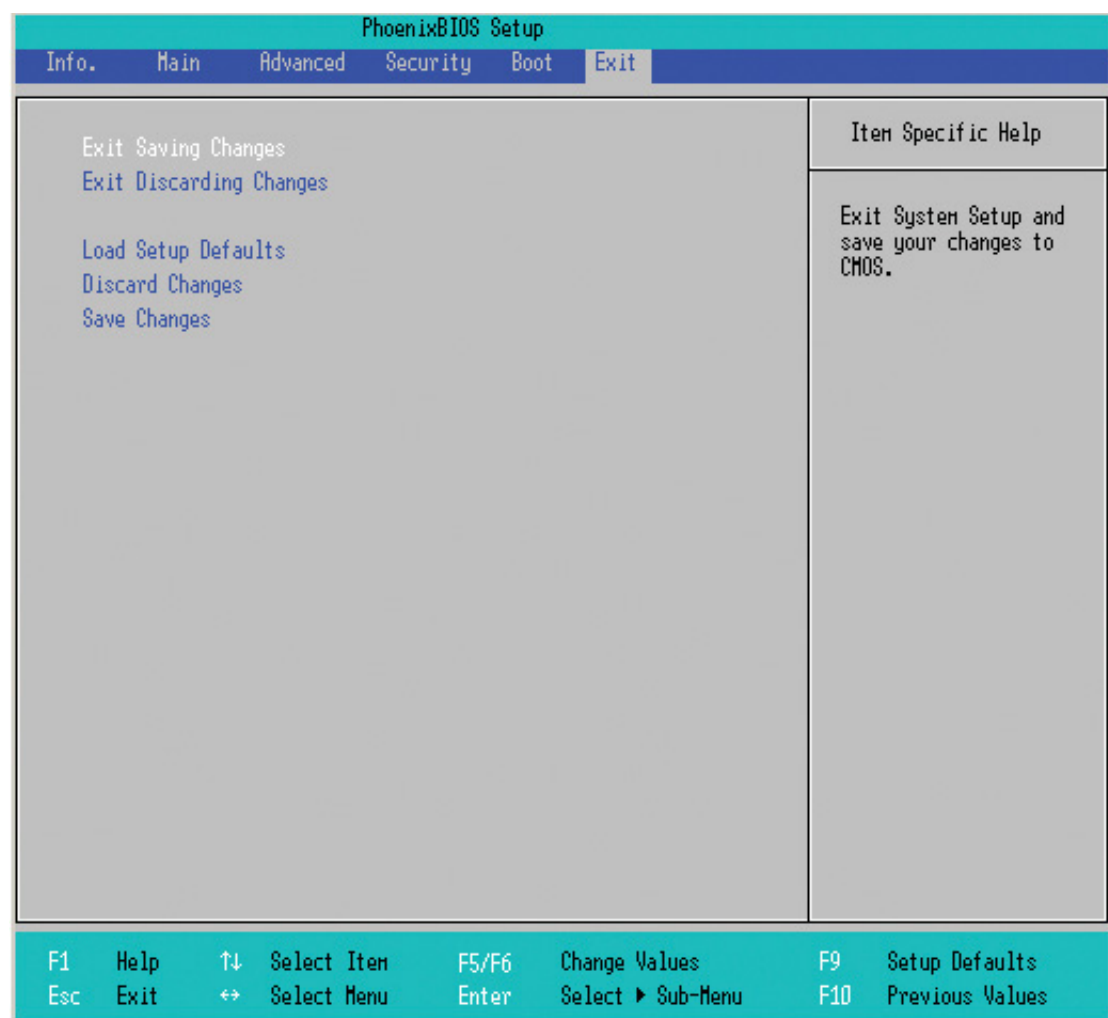 PhoenixBIOS Setup
Info. Main Advanced Security Boot Exit
Exit Saving Changes
Exit Discarding Changes
Load Setup Defaults
Discard Changes
Save Changes
Item Specific Help
Exit System Setup and
save your changes to
CMOS.
F1 Help ↑↓ Select Item F5/F6 Change Values F9 Setup Defaults
Esc Exit ↔ Select Menu Enter Select ▶ Sub-Menu F10 Previous Values